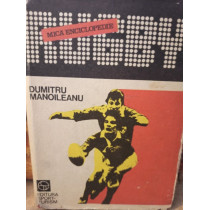 MICA ENCICLOPEDIE
RUGBY
DUMITRU
MANOILEANU
EDITURA
SPORT-
TURISM